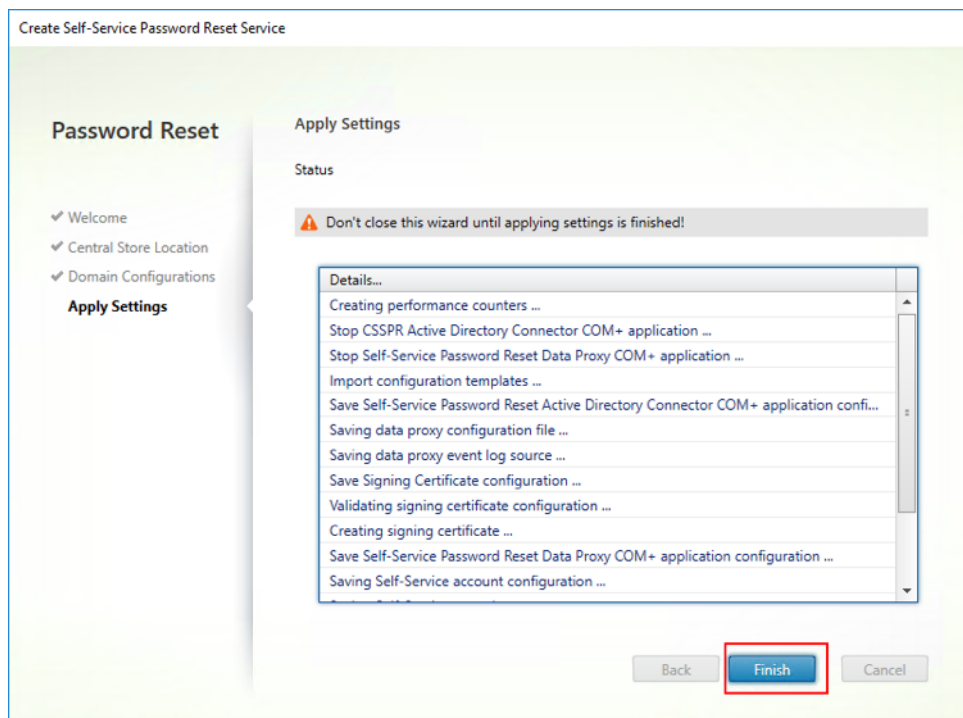 Create Self-Service Password Reset Service
Password Reset
Welcome
Central Store Location
Domain Configurations
Apply Settings
Apply Settings
Status
Don't close this wizard until applying settings is finished!
Details...
Creating performance counters ...
Stop CSSPR Active Directory Connector COM+ application ...
Stop Self-Service Password Reset Data Proxy COM+ application ...
Import configuration templates ...
Save Self-Service Password Reset Active Directory Connector COM+ application confi...
Saving data proxy configuration file ...
Saving data proxy event log source ...
Save Signing Certificate configuration ...
Validating signing certificate configuration ...
Creating signing certificate ...
Save Self-Service Password Reset Data Proxy COM+ application configuration ...
Saving Self-Service account configuration ...
Back
Finish
Cancel